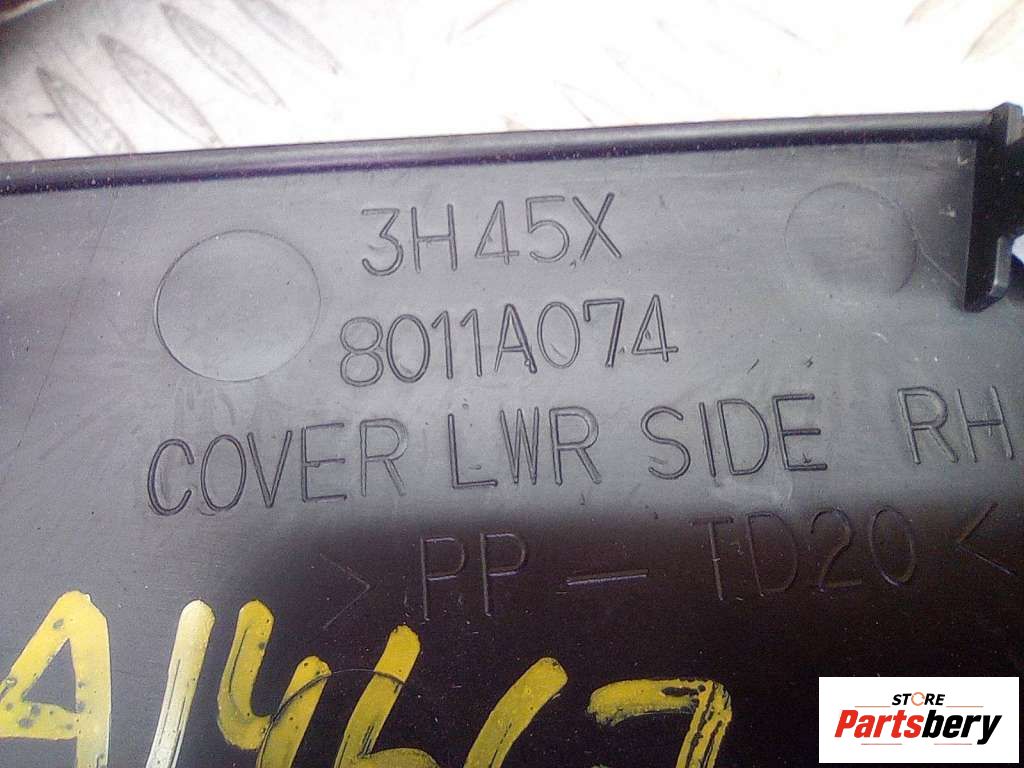 3H45X
8011A074
COVER LWR SIDE RH
>PP-TD20<
STORE
Partsbery